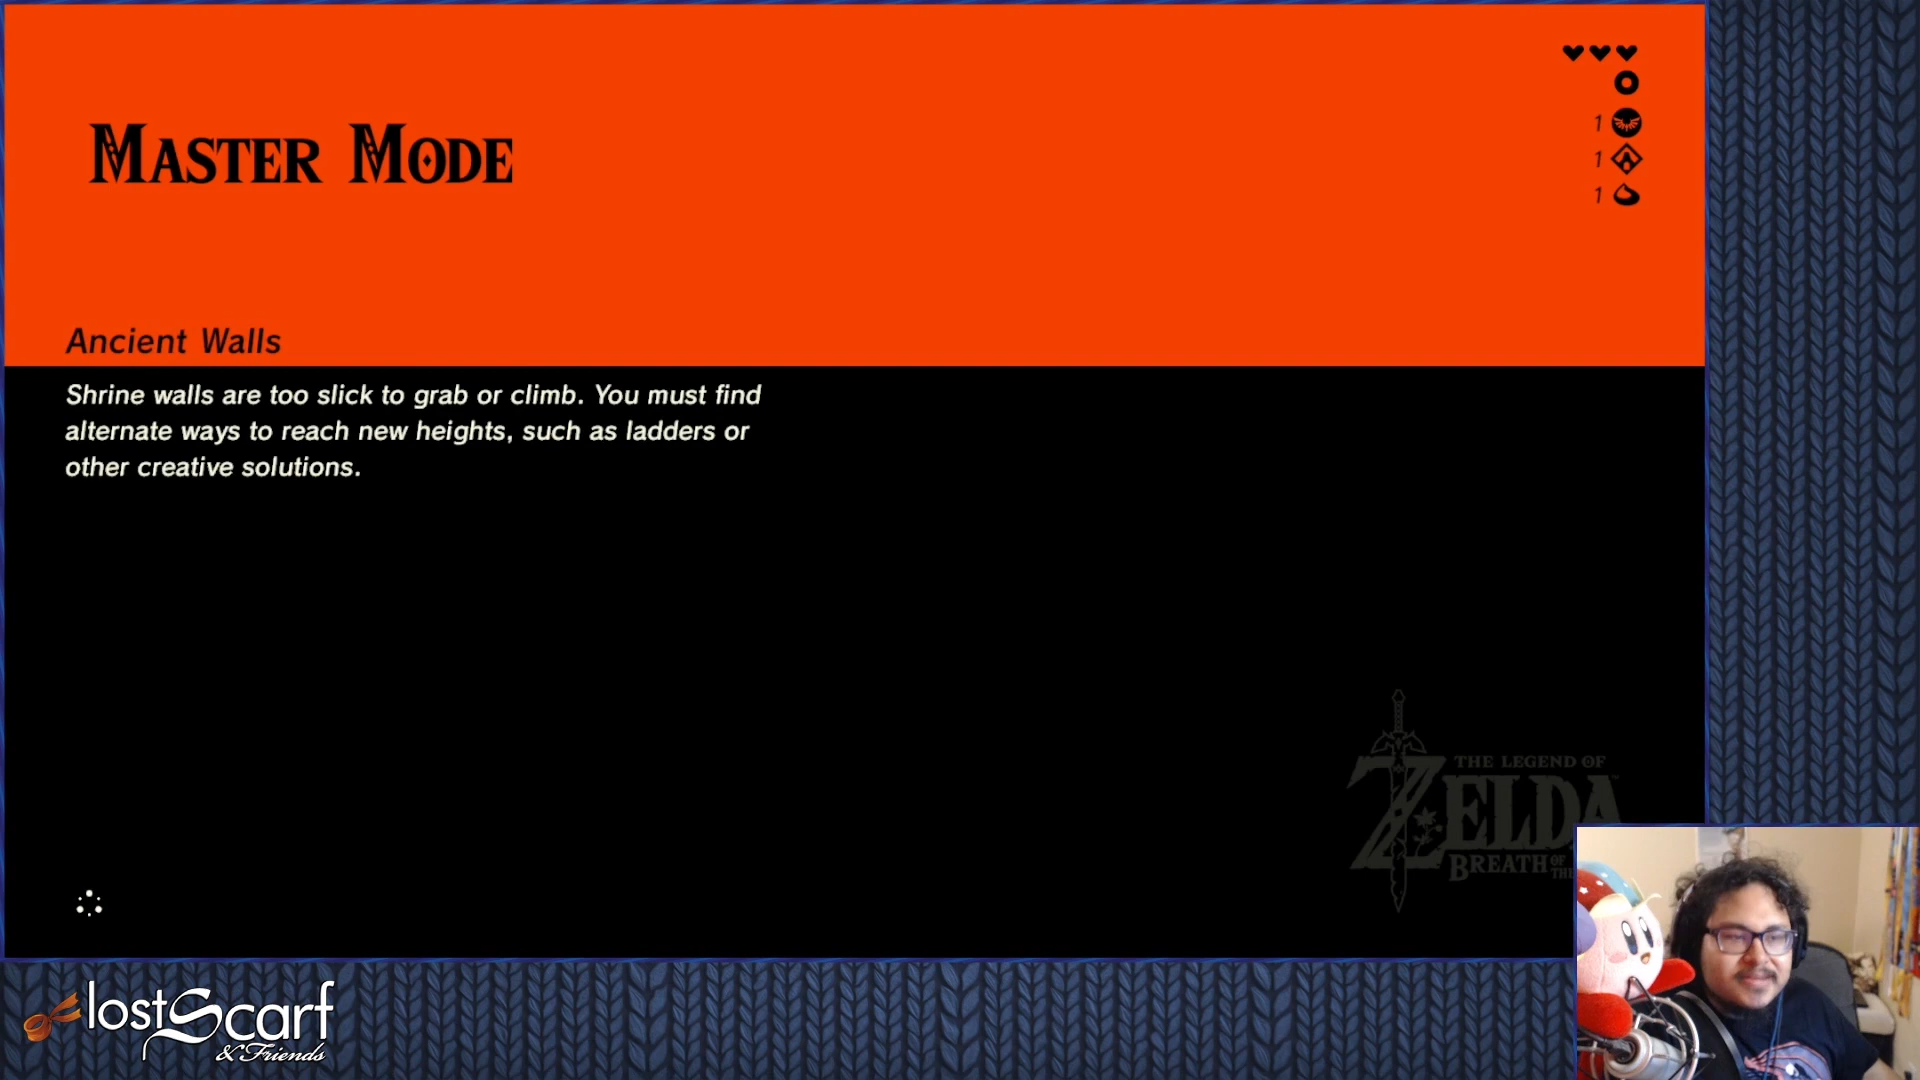 Master Mode
1
1
1
Ancient Walls
Shrine walls are too slick to grab or climb. You must find
alternate ways to reach new heights, such as ladders or
other creative solutions.
THE LEGEND OF
ZELDA
BREATH OF
THE
lostScarf
& Friends